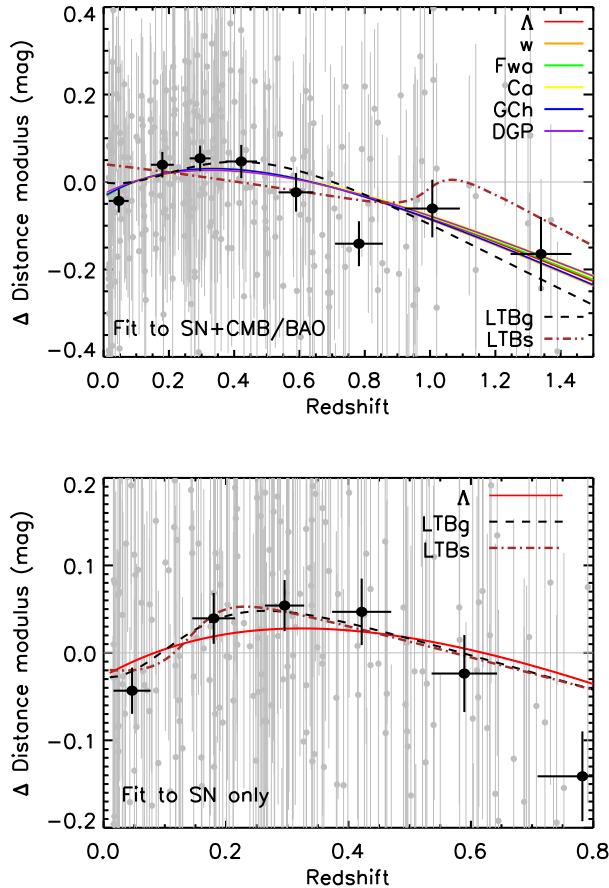 0.4
0.2
0.0
-0.2
-0.4
Δ Distance modulus (mag)
Λ
w
Fwa
Ca
GCh
DGP
Fit to SN+CMB/BAO
LTBg
LTBs
0.0 0.2 0.4 0.6 0.8 1.0 1.2 1.4
Redshift
0.2
0.1
0.0
-0.1
-0.2
Δ Distance modulus (mag)
Λ
LTBg
LTBs
Fit to SN only
0.0 0.2 0.4 0.6 0.8
Redshift